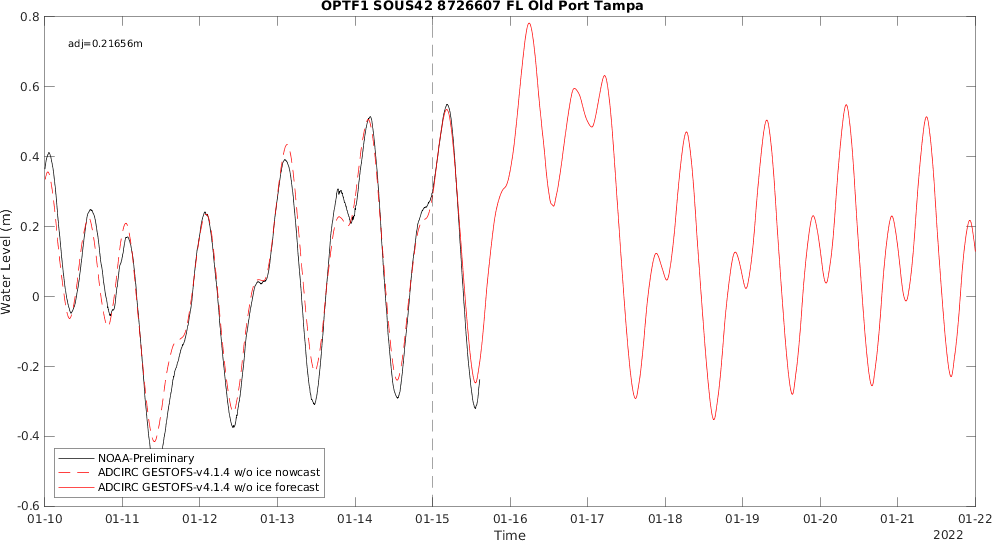 OPTF1 SOUS42 8726607 FL Old Port Tampa
adj=0.21656m
Water Level (m)
0.8
0.6
0.4
0.2
0
-0.2
-0.4
-0.6
NOAA-Preliminary
ADCIRC GESTOFS-v4.1.4 w/o ice nowcast
ADCIRC GESTOFS-v4.1.4 w/o ice forecast
01-10 01-11 01-12 01-13 01-14 01-15 01-16 01-17 01-18 01-19 01-20 01-21 01-22
Time
2022